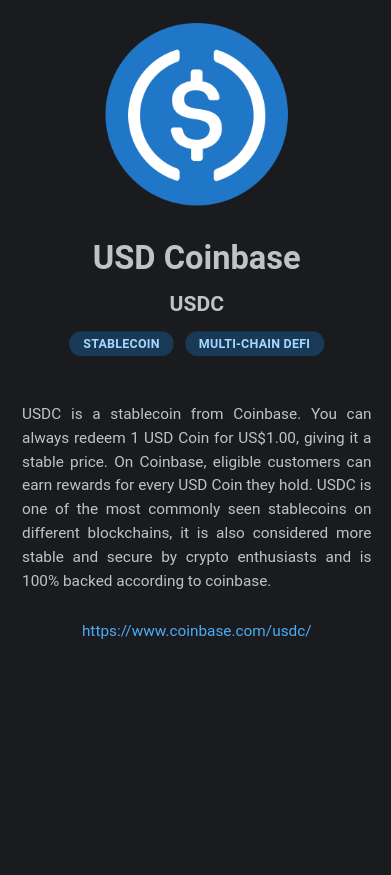 USD Coinbase
USDC
STABLECOIN MULTI-CHAIN DEFI
USDC is a stablecoin from Coinbase. You can
always redeem 1 USD Coin for US$1.00, giving it a
stable price. On Coinbase, eligible customers can
earn rewards for every USD Coin they hold. USDC is
one of the most commonly seen stablecoins on
different blockchains, it is also considered more
stable and secure by crypto enthusiasts and is
100% backed according to coinbase.
https://www.coinbase.com/usdc/